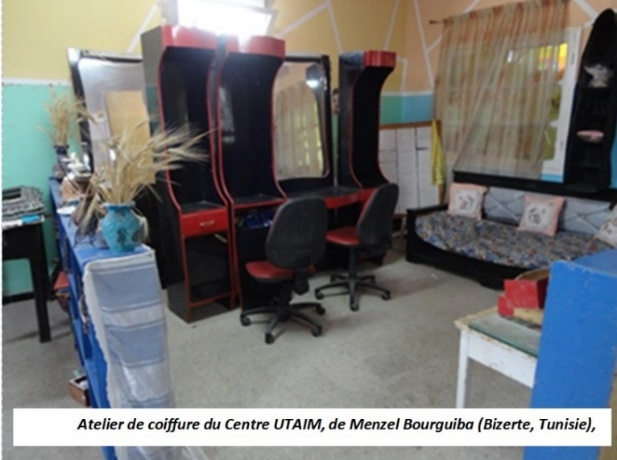 Atelier de coiffure du Centre UTAIM, de Menzel Bourguiba (Bizerte, Tunisie),